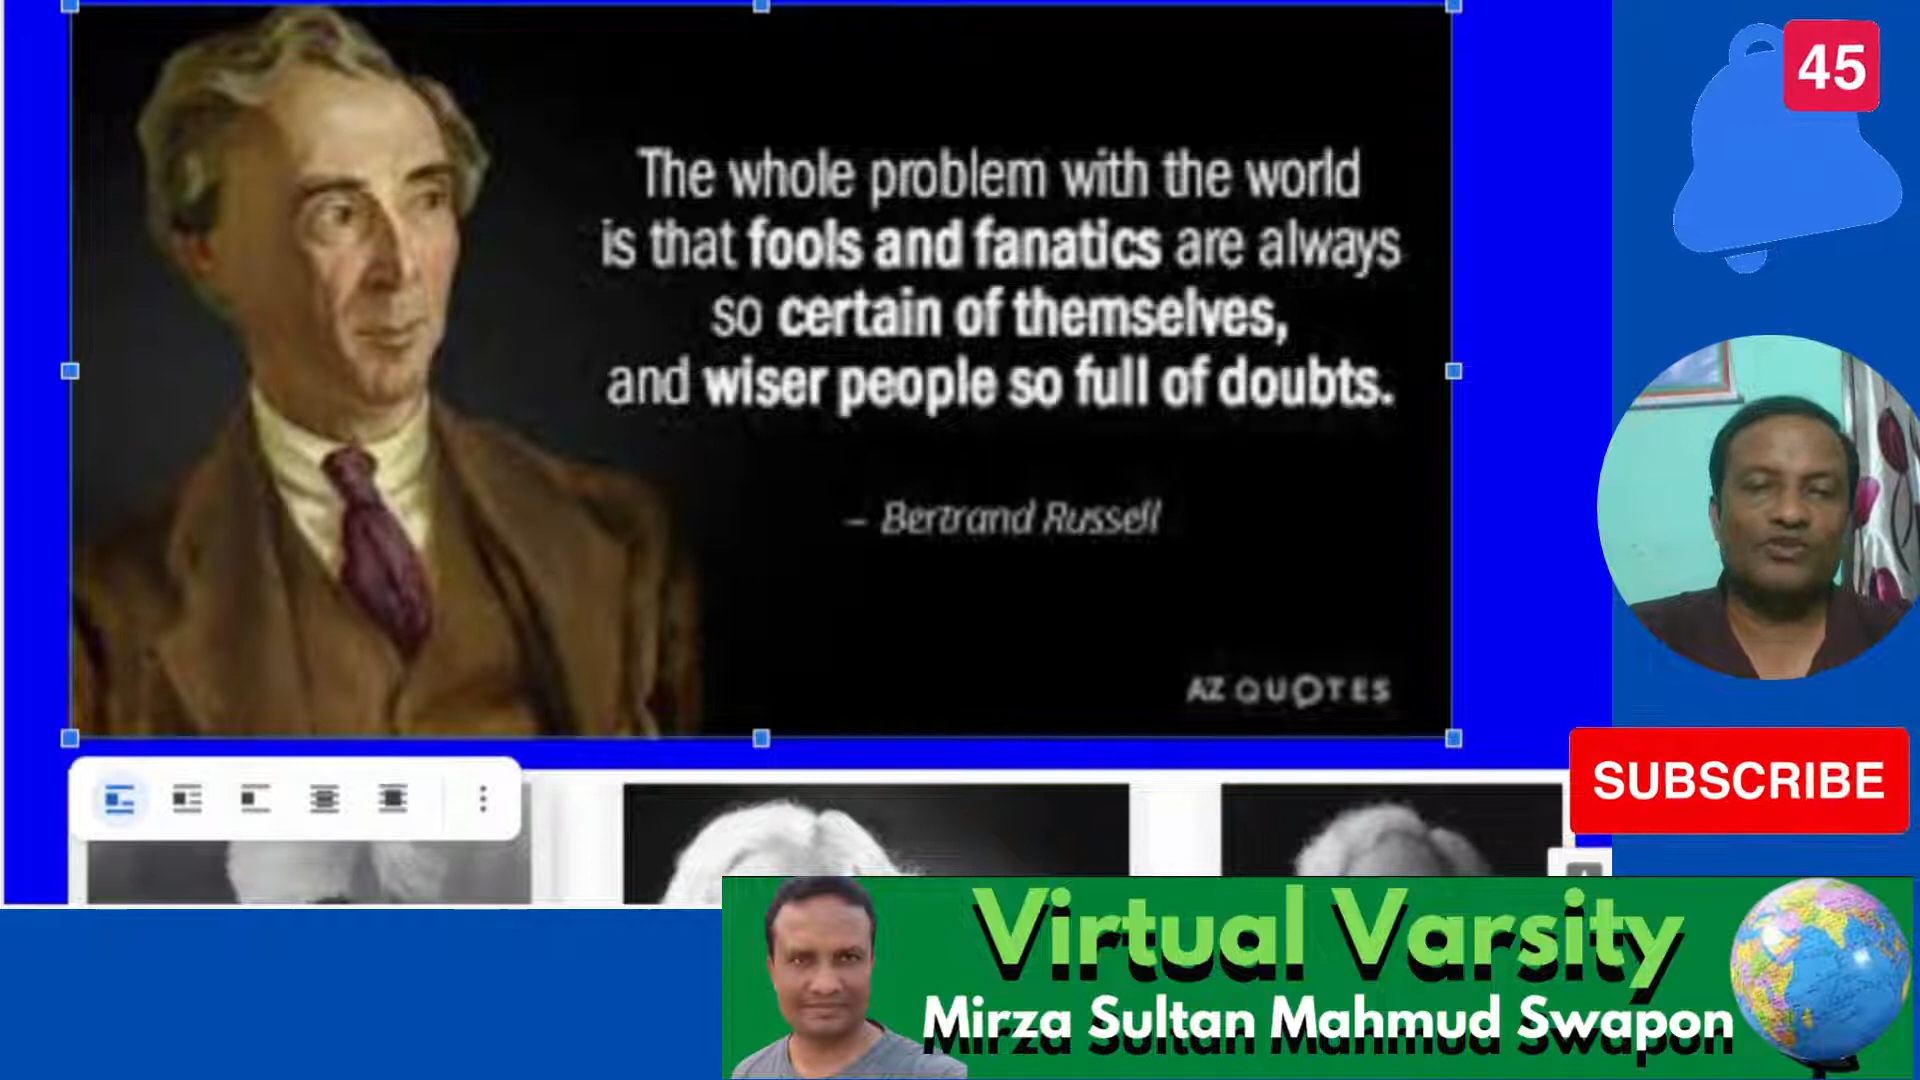 The whole problem with the world
is that fools and fanatics are always
so certain of themselves,
and wiser people so full of doubts.
– Bertrand Russell
AZ QUOTES
45
SUBSCRIBE
Virtual Varsity
Mirza Sultan Mahmud Swapon